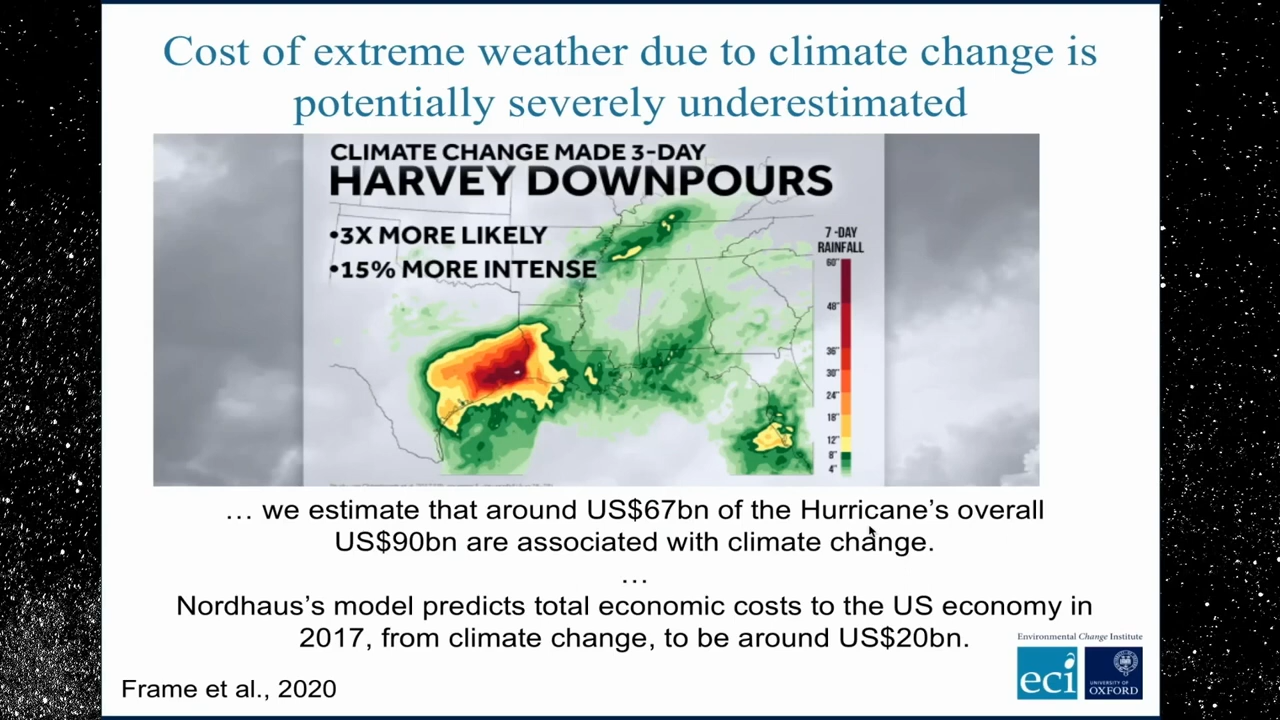 Cost of extreme weather due to climate change is
potentially severely underestimated
CLIMATE CHANGE MADE 3-DAY
HARVEY DOWNPOURS
•3X MORE LIKELY
•15% MORE INTENSE
7 -DAY
RAINFALL
60"
48"
36"
30"
24"
18"
12"
8"
4"
… we estimate that around US$67bn of the Hurricane’s overall
US$90bn are associated with climate change.
…
Nordhaus’s model predicts total economic costs to the US economy in
2017, from climate change, to be around US$20bn.
Frame et al., 2020
Environmental Change Institute
eci
UNIVERSITY OF
OXFORD